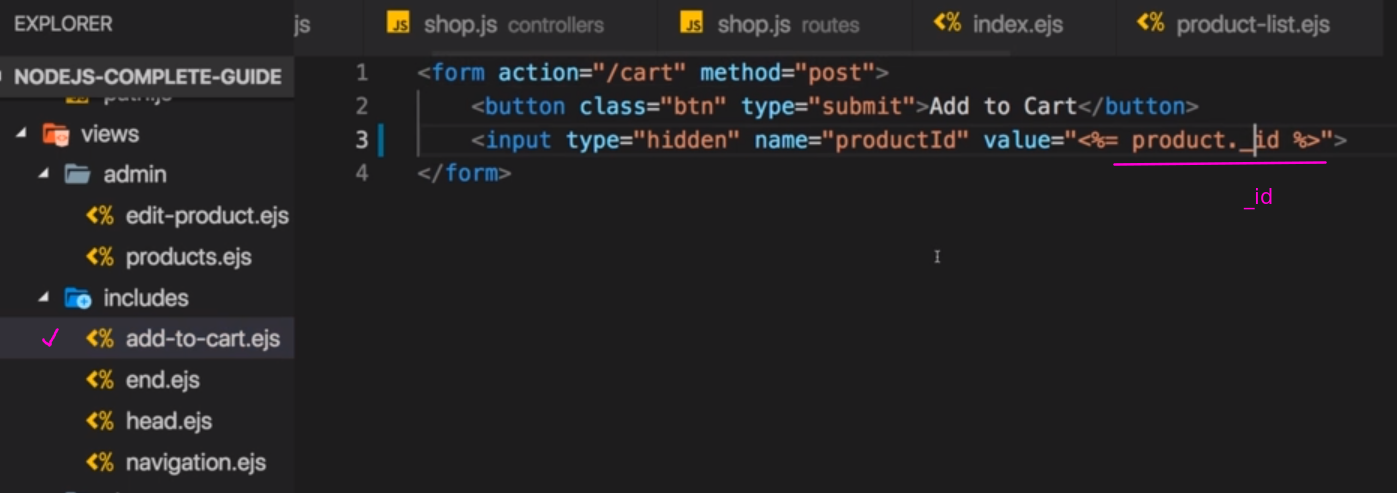 EXPLORER
js
JS shop.js controllers
JS shop.js routes
<% index.ejs
<% product-list.ejs
NODEJS-COMPLETE-GUIDE
views
admin
<% edit-product.ejs
<% products.ejs
includes
<% add-to-cart.ejs
<% end.ejs
<% head.ejs
<% navigation.ejs
1 <form action="/cart" method="post">
2 <button class="btn" type="submit">Add to Cart</button>
3 <input type="hidden" name="productId" value="<%= product._id %>">
4 </form>
_id